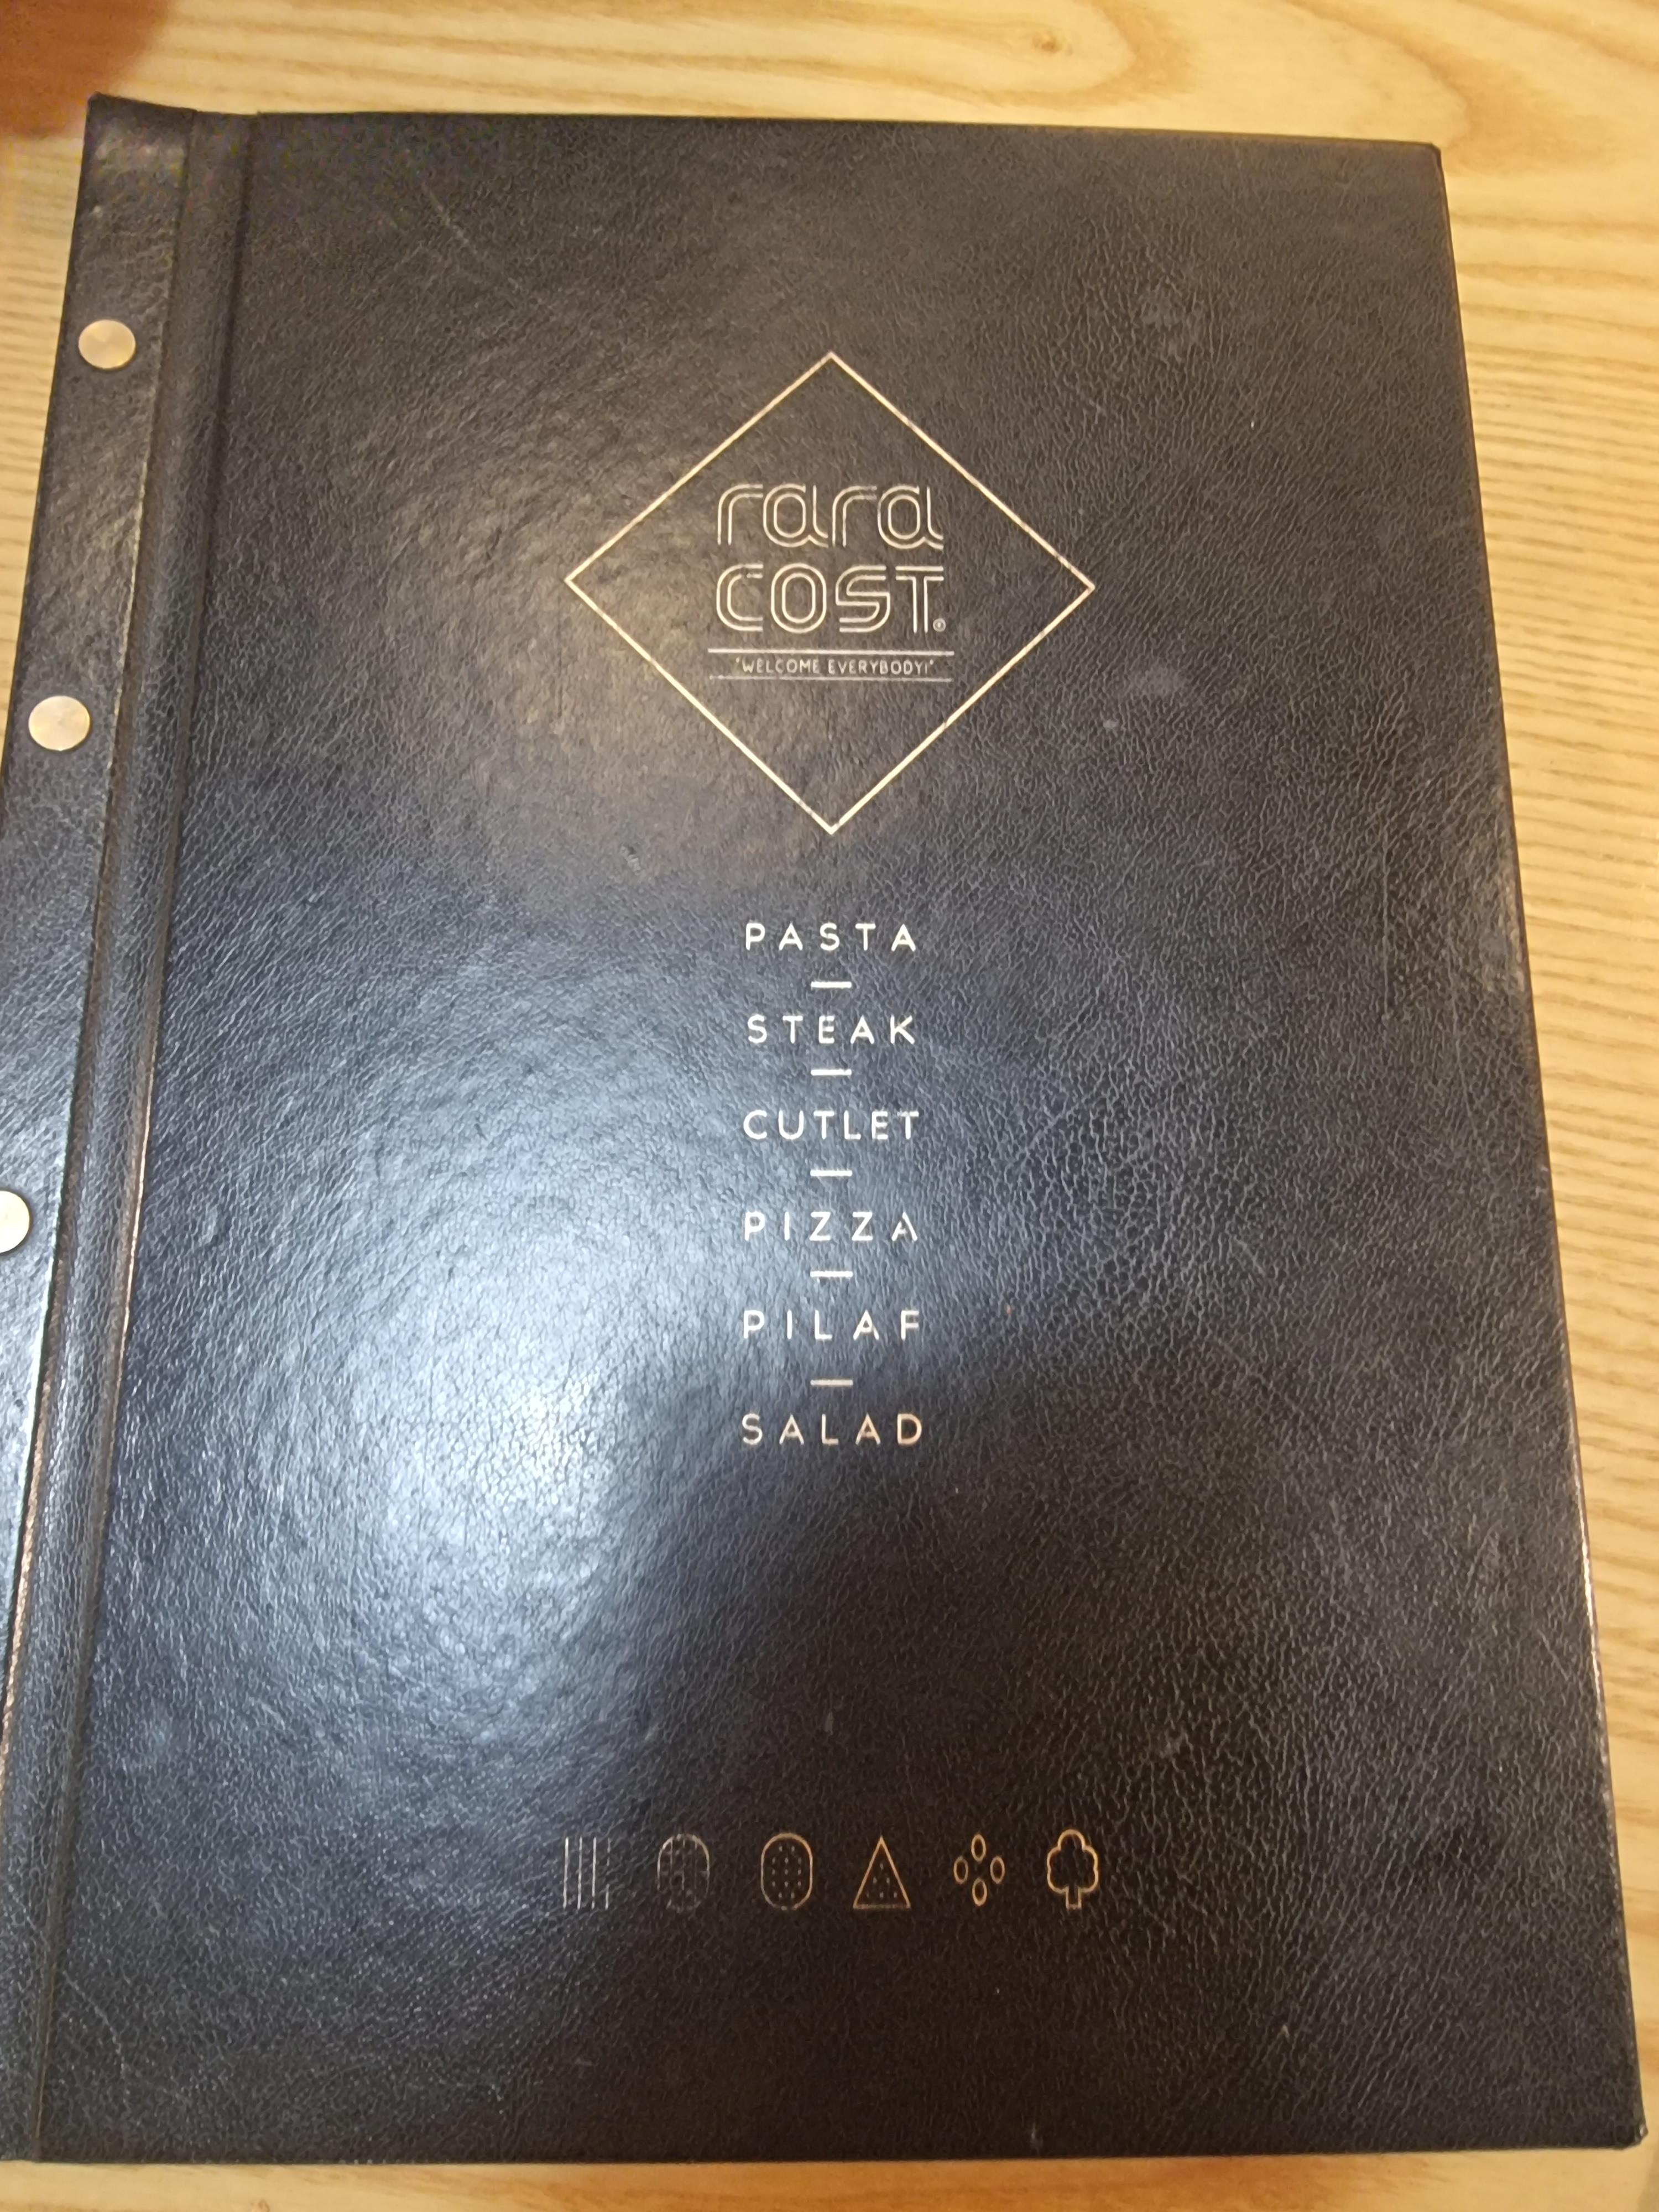 rara
COST®
"WELCOME EVERYBODY!"
PASTA
STEAK
CUTLET
PIZZA
PILAF
SALAD